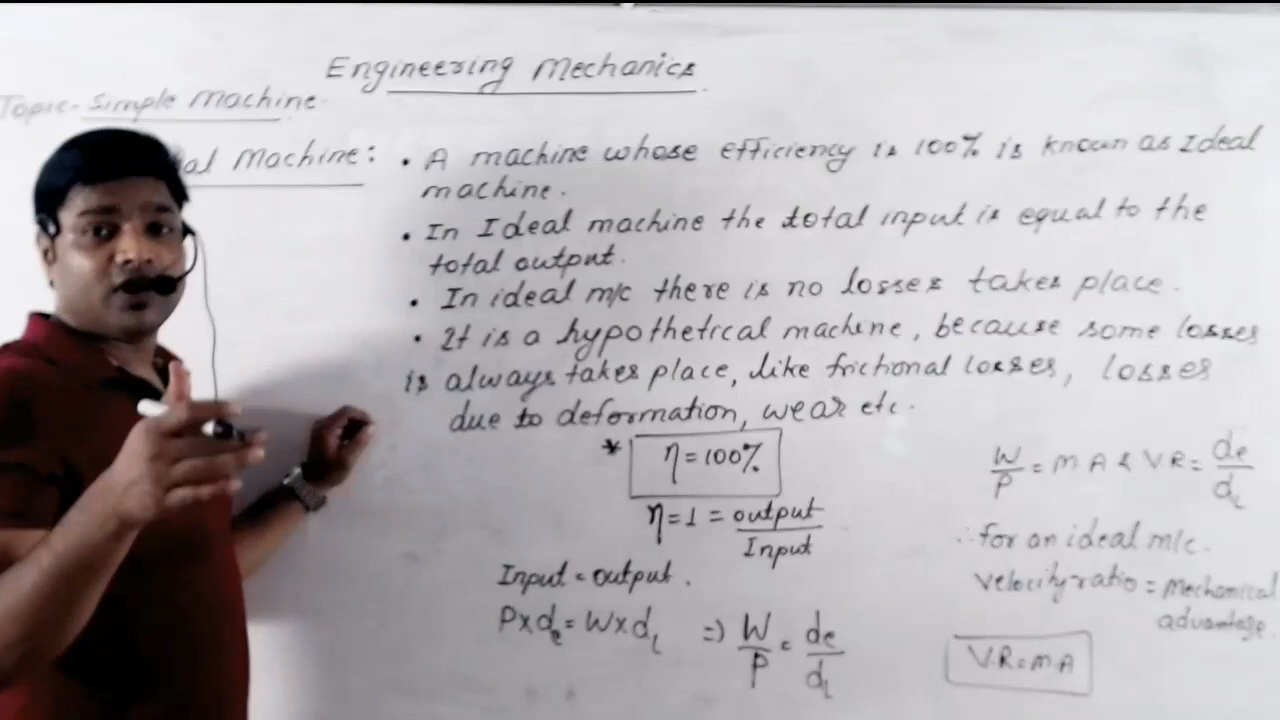 Engineering Mechanics
Topic- Simple Machine.
al Machine:
• A machine whose efficiency is 100% is known as Ideal
machine.
• In Ideal machine the total input is equal to the
total output.
• In ideal m/c there is no losses takes place.
• It is a hypothetical machine, because some losses
is always takes place, like frictional losses, losses
due to deformation, wear etc.
* η = 100%
η = 1 = output/Input
Input = output.
P×de = W×dL ⇒ W/P = de/dL
W/P = M A & V R = de/dL
∴ for an ideal m/c.
Velocity ratio = Mechanical
advantage.
V.R = M.A